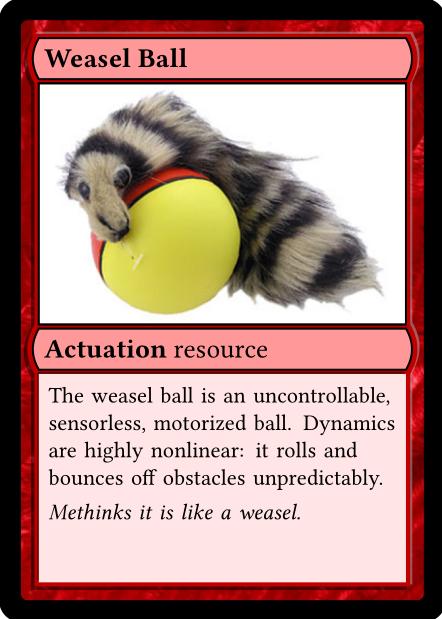 Weasel Ball
Actuation resource
The weasel ball is an uncontrollable,
sensorless, motorized ball. Dynamics
are highly nonlinear: it rolls and
bounces off obstacles unpredictably.
Methinks it is like a weasel.